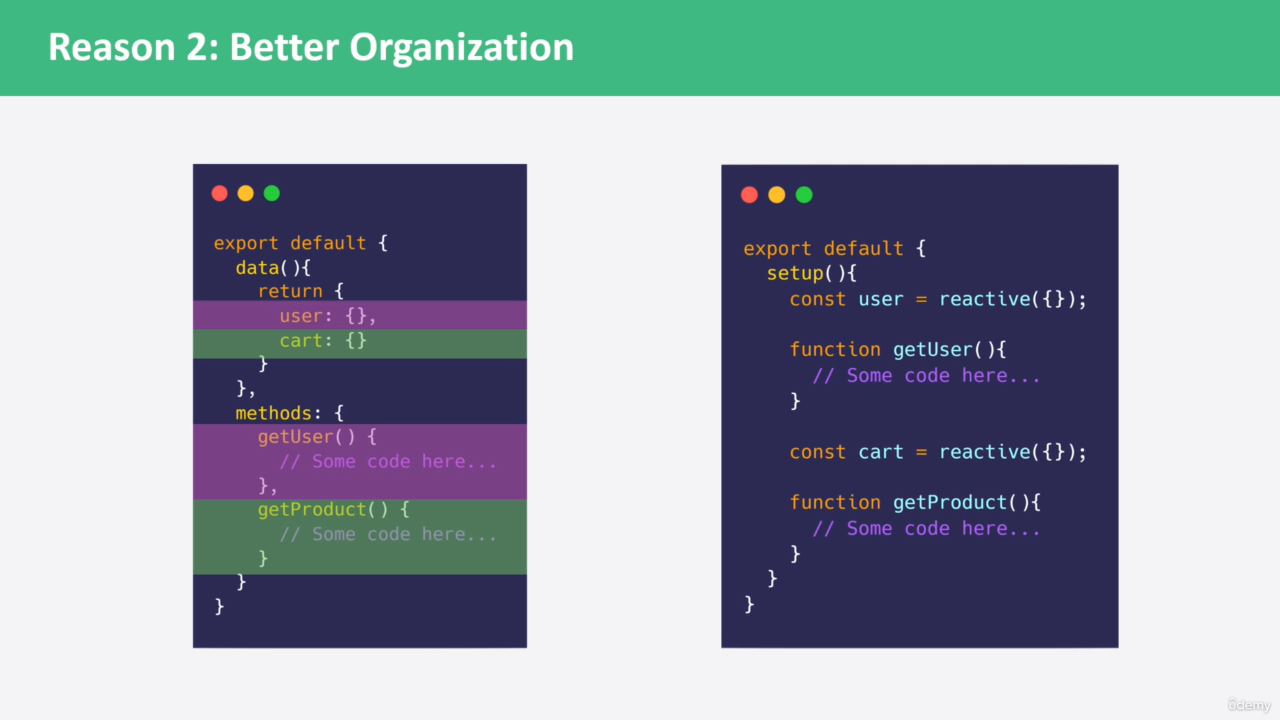 Reason 2: Better Organization
export default {
  data(){
    return {
      user: {},
      cart: {}
    }
  },
  methods: {
    getUser() {
      // Some code here...
    },
    getProduct() {
      // Some code here...
    }
  }
}
export default {
  setup(){
    const user = reactive({});
    function getUser(){
      // Some code here...
    }
    const cart = reactive({});
    function getProduct(){
      // Some code here...
    }
  }
}
ûdemy